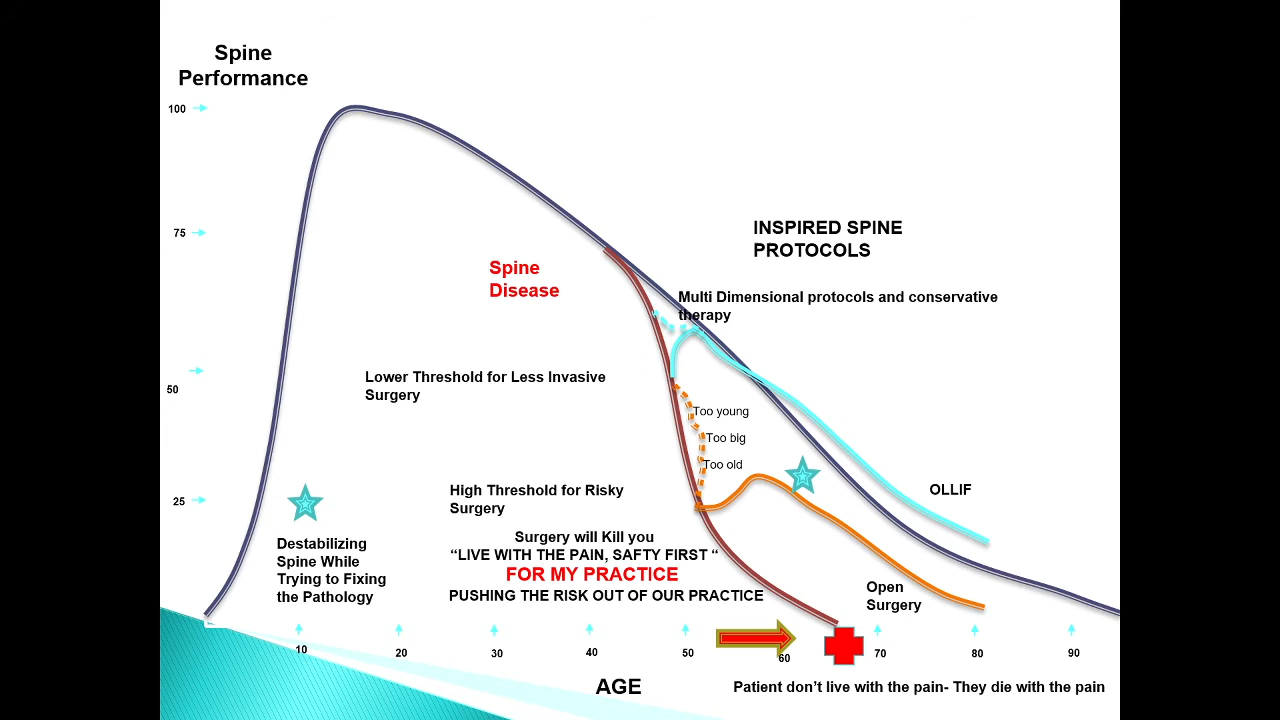 Spine
Performance
100
75
INSPIRED SPINE
PROTOCOLS
Spine
Disease
Multi Dimensional protocols and conservative
therapy
50
Lower Threshold for Less Invasive
Surgery
Too young
Too big
Too old
25
High Threshold for Risky
Surgery
OLLIF
Surgery will Kill you
“LIVE WITH THE PAIN, SAFTY FIRST “
FOR MY PRACTICE
PUSHING THE RISK OUT OF OUR PRACTICE
Destabilizing
Spine While
Trying to Fixing
the Pathology
Open
Surgery
10 20 30 40 50 60 70 80 90
AGE
Patient don’t live with the pain- They die with the pain